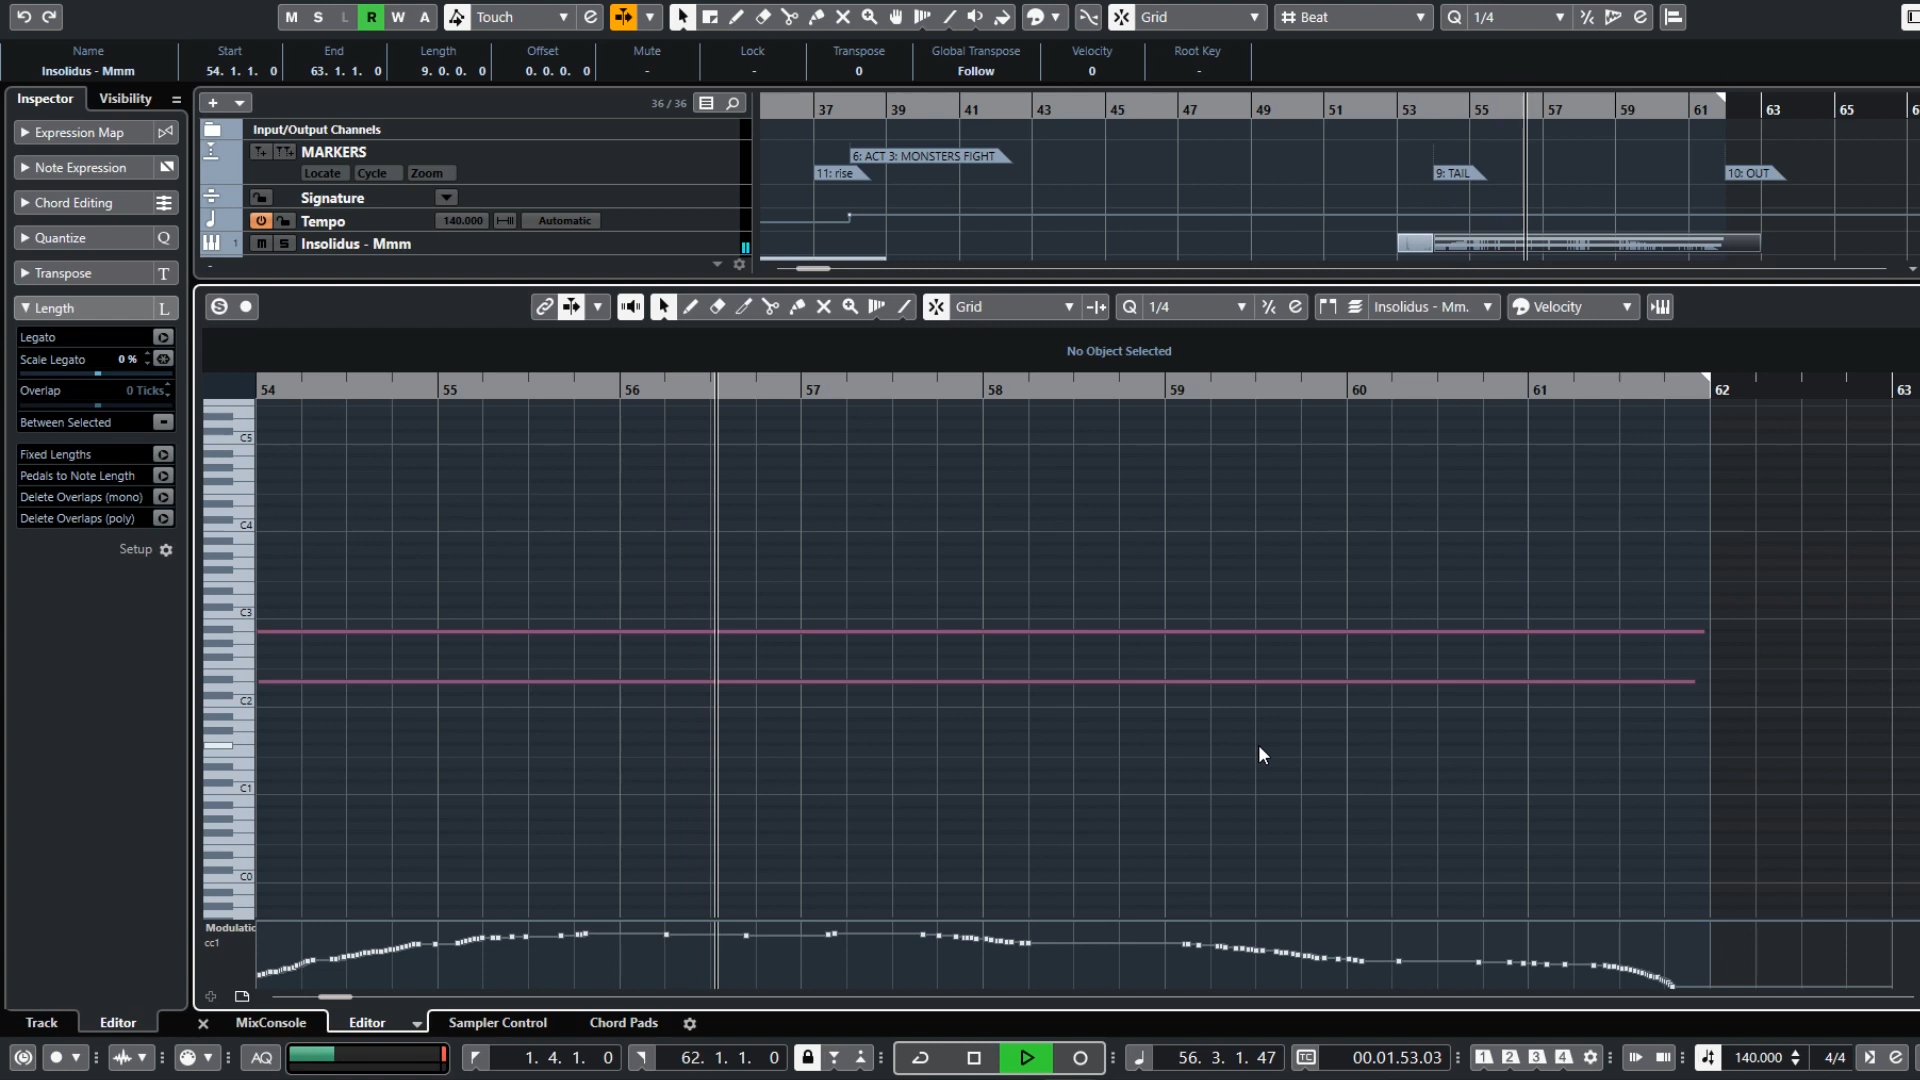 M S L R W A Touch Grid Beat Q 1/4
Name Start End Length Offset Mute Lock Transpose Global Transpose Velocity Root Key
Insolidus - Mmm 54. 1. 1. 0 63. 1. 1. 0 9. 0. 0. 0 0. 0. 0. 0 - - 0 Follow 0 -
Inspector Visibility 36 / 36 37 39 41 43 45 47 49 51 53 55 57 59 61 63 65
Input/Output Channels
Expression Map
MARKERS 6: ACT 3: MONSTERS FIGHT
Locate Cycle Zoom 11: rise 9: TAIL 10: OUT
Note Expression
Signature
Chord Editing
Tempo 140.000 Automatic
Quantize Q
1 m S Insolidus - Mmm
Transpose T
Length L
S Grid Q 1/4 Insolidus - Mm. Velocity
Legato
No Object Selected
Scale Legato 0 %
Overlap 0 Ticks
54 55 56 57 58 59 60 61 62 63
Between Selected
C5
Fixed Lengths
Pedals to Note Length
Delete Overlaps (mono)
Delete Overlaps (poly)
C4
Setup
C3
C2
C1
C0
Modulatic
cc1
Track Editor MixConsole Editor Sampler Control Chord Pads
AQ 1. 4. 1. 0 62. 1. 1. 0 56. 3. 1. 47 TC 00.01.53.03 1 2 3 4 140.000 4/4